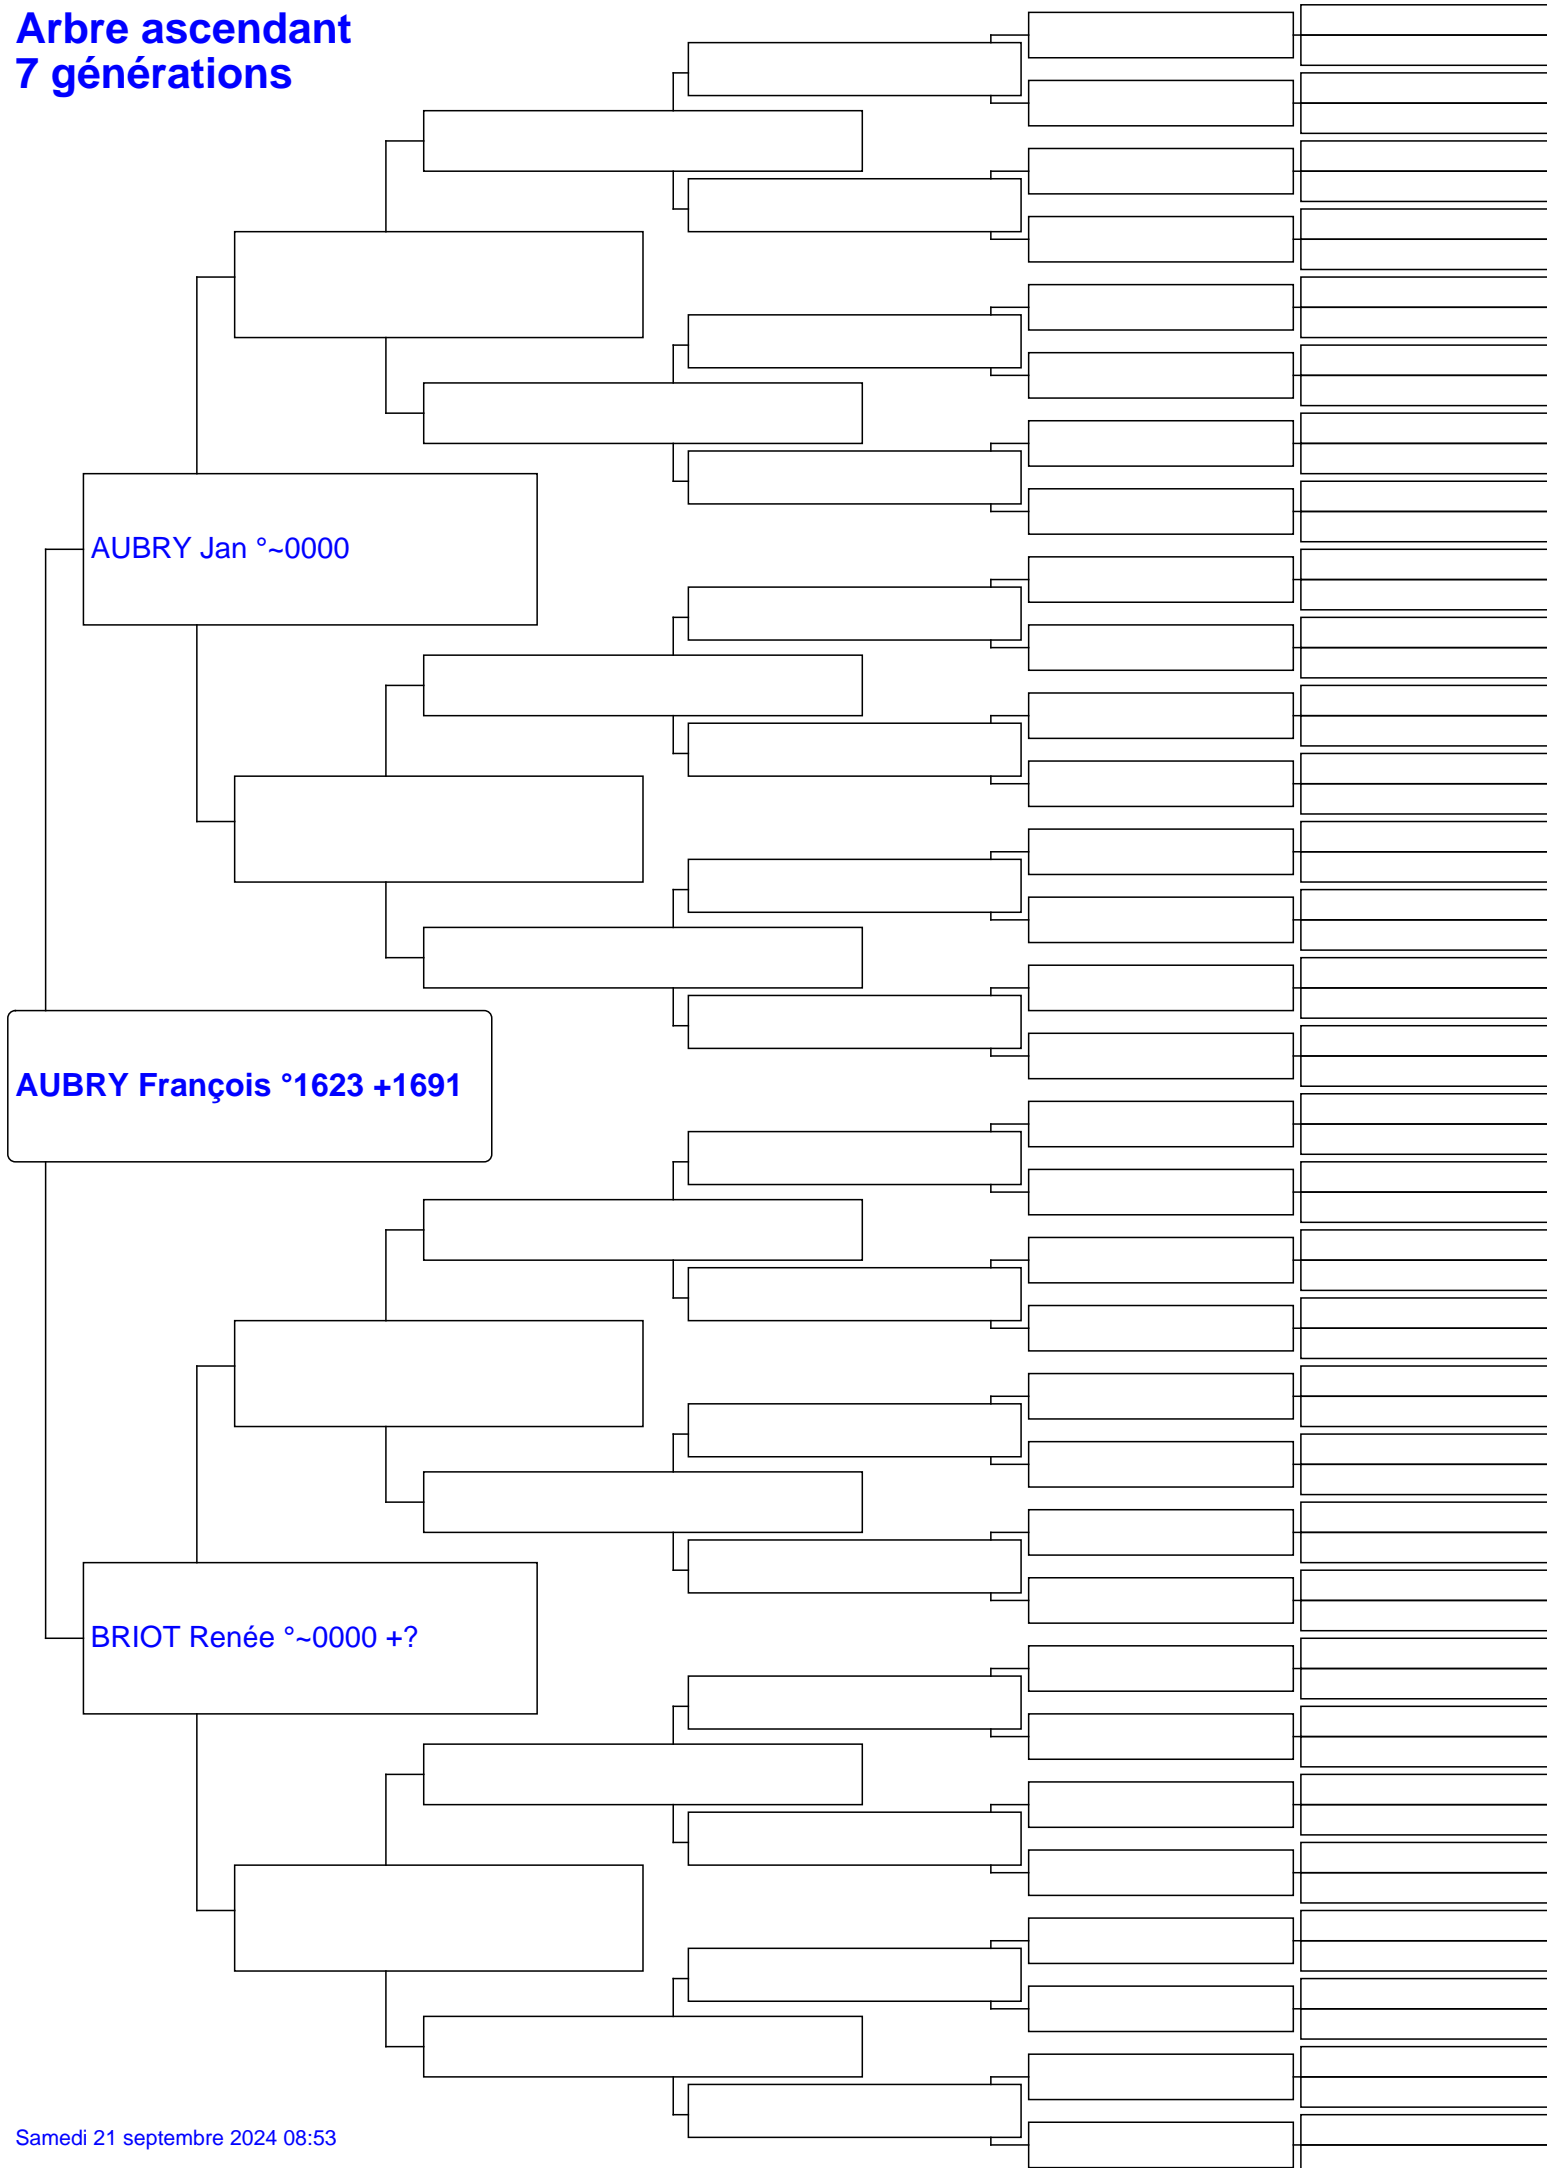 Arbre ascendant
7 générations
AUBRY Jan °~0000
AUBRY François °1623 +1691
BRIOT Renée °~0000 +?
Samedi 21 septembre 2024 08:53